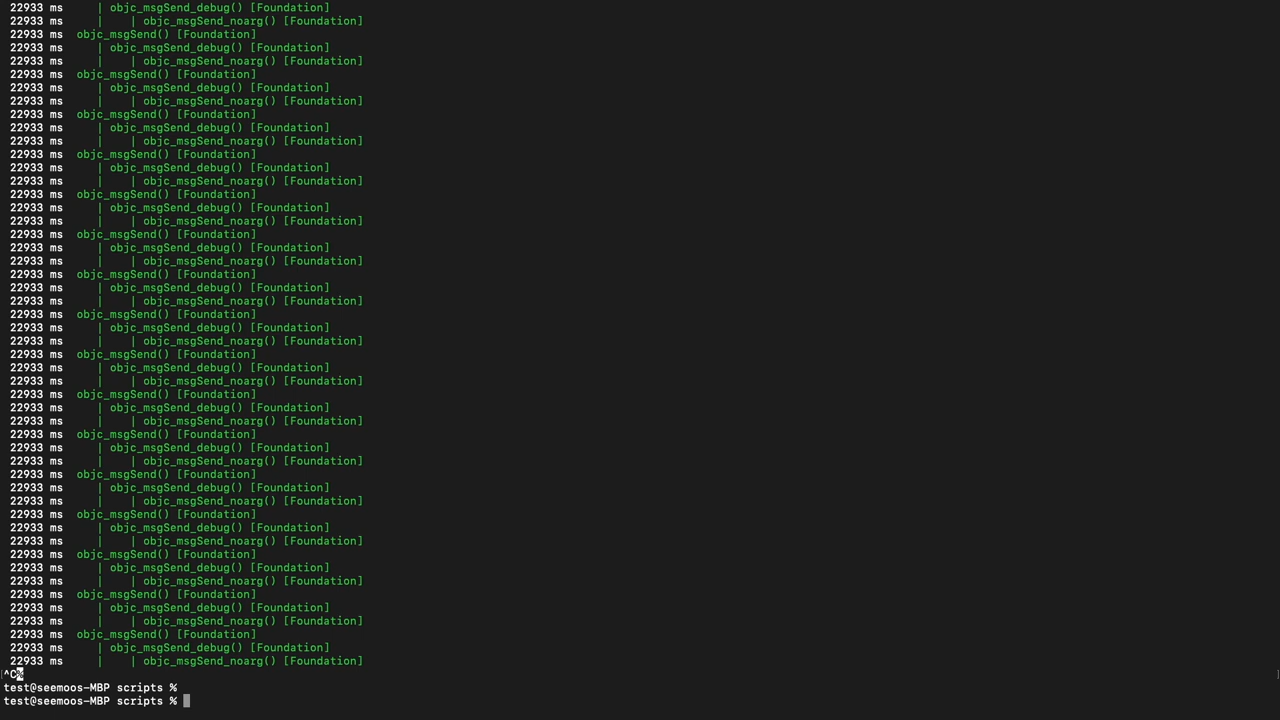 22933 ms     | objc_msgSend_debug() [Foundation]
22933 ms     |    | objc_msgSend_noarg() [Foundation]
22933 ms  objc_msgSend() [Foundation]
22933 ms     | objc_msgSend_debug() [Foundation]
22933 ms     |    | objc_msgSend_noarg() [Foundation]
22933 ms  objc_msgSend() [Foundation]
22933 ms     | objc_msgSend_debug() [Foundation]
22933 ms     |    | objc_msgSend_noarg() [Foundation]
22933 ms  objc_msgSend() [Foundation]
22933 ms     | objc_msgSend_debug() [Foundation]
22933 ms     |    | objc_msgSend_noarg() [Foundation]
22933 ms  objc_msgSend() [Foundation]
22933 ms     | objc_msgSend_debug() [Foundation]
22933 ms     |    | objc_msgSend_noarg() [Foundation]
22933 ms  objc_msgSend() [Foundation]
22933 ms     | objc_msgSend_debug() [Foundation]
22933 ms     |    | objc_msgSend_noarg() [Foundation]
22933 ms  objc_msgSend() [Foundation]
22933 ms     | objc_msgSend_debug() [Foundation]
22933 ms     |    | objc_msgSend_noarg() [Foundation]
22933 ms  objc_msgSend() [Foundation]
22933 ms     | objc_msgSend_debug() [Foundation]
22933 ms     |    | objc_msgSend_noarg() [Foundation]
22933 ms  objc_msgSend() [Foundation]
22933 ms     | objc_msgSend_debug() [Foundation]
22933 ms     |    | objc_msgSend_noarg() [Foundation]
22933 ms  objc_msgSend() [Foundation]
22933 ms     | objc_msgSend_debug() [Foundation]
22933 ms     |    | objc_msgSend_noarg() [Foundation]
22933 ms  objc_msgSend() [Foundation]
22933 ms     | objc_msgSend_debug() [Foundation]
22933 ms     |    | objc_msgSend_noarg() [Foundation]
22933 ms  objc_msgSend() [Foundation]
22933 ms     | objc_msgSend_debug() [Foundation]
22933 ms     |    | objc_msgSend_noarg() [Foundation]
22933 ms  objc_msgSend() [Foundation]
22933 ms     | objc_msgSend_debug() [Foundation]
22933 ms     |    | objc_msgSend_noarg() [Foundation]
22933 ms  objc_msgSend() [Foundation]
22933 ms     | objc_msgSend_debug() [Foundation]
22933 ms     |    | objc_msgSend_noarg() [Foundation]
22933 ms  objc_msgSend() [Foundation]
22933 ms     | objc_msgSend_debug() [Foundation]
22933 ms     |    | objc_msgSend_noarg() [Foundation]
22933 ms  objc_msgSend() [Foundation]
22933 ms     | objc_msgSend_debug() [Foundation]
22933 ms     |    | objc_msgSend_noarg() [Foundation]
22933 ms  objc_msgSend() [Foundation]
22933 ms     | objc_msgSend_debug() [Foundation]
22933 ms     |    | objc_msgSend_noarg() [Foundation]
^C%
test@seemoos-MBP scripts %
test@seemoos-MBP scripts %